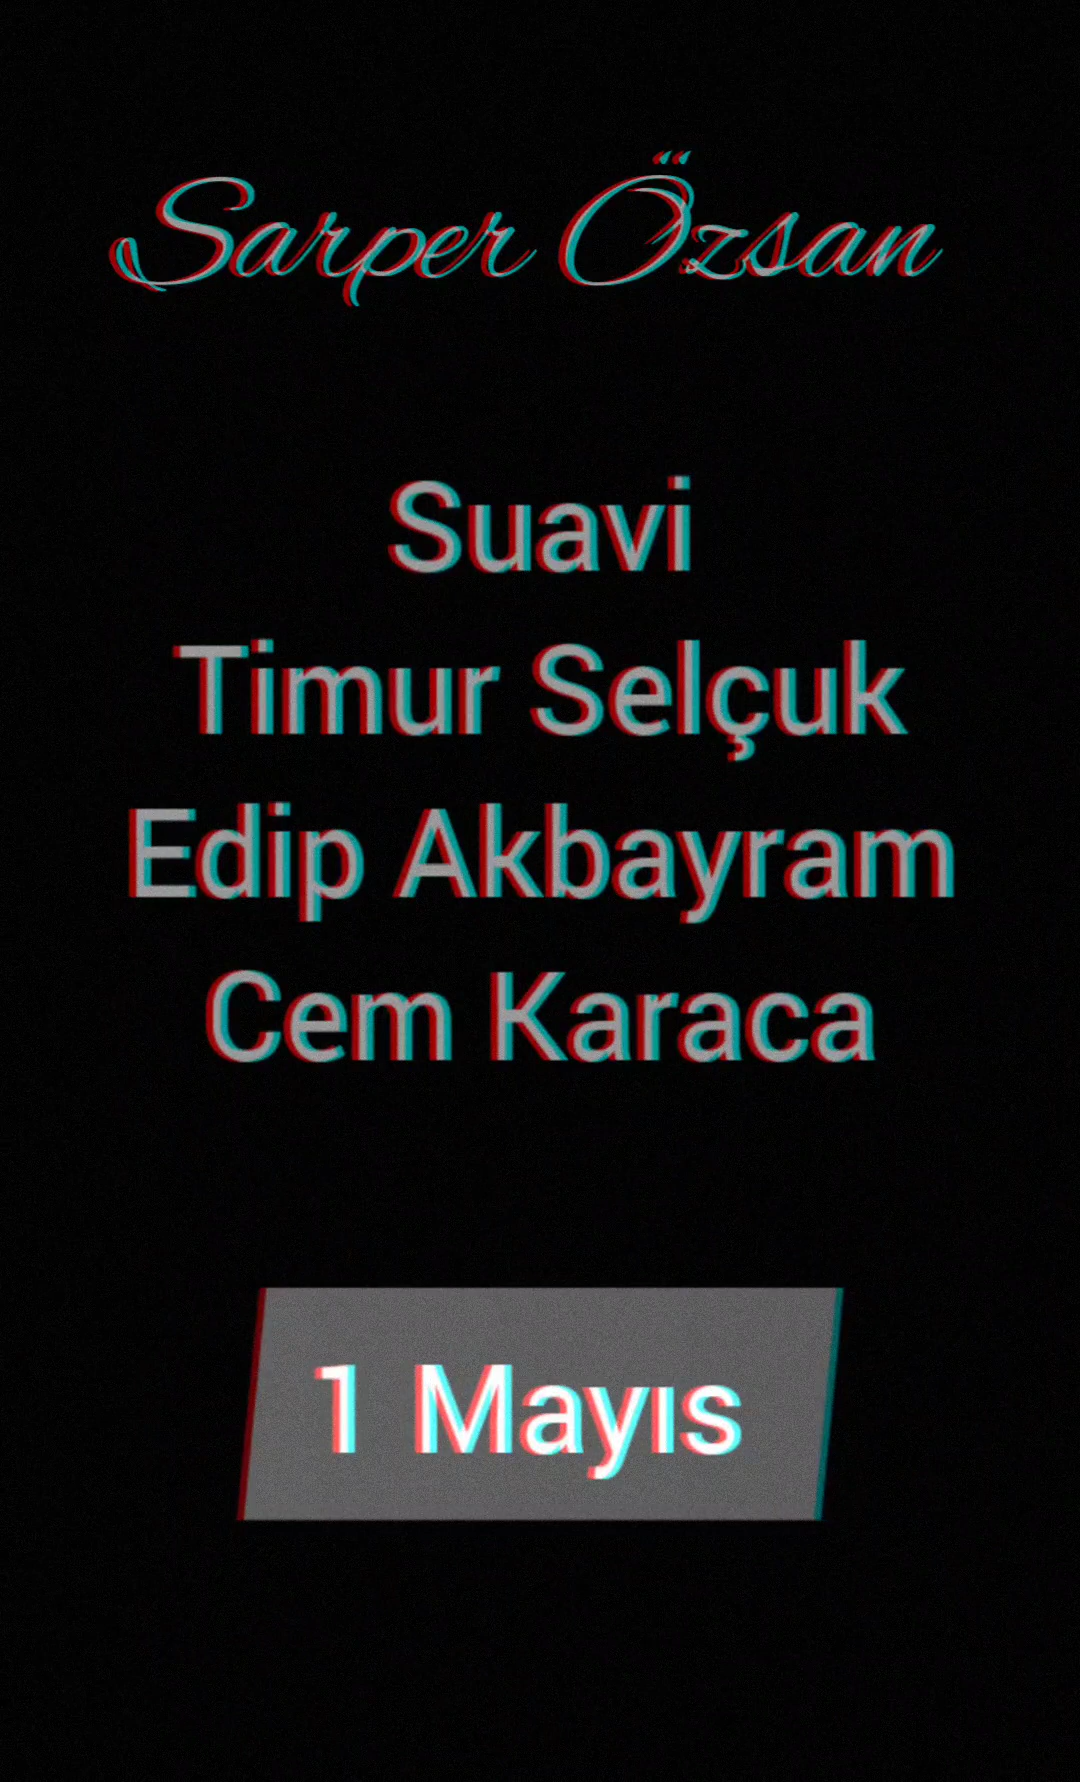 Sarper Özsan
Suavi
Timur Selçuk
Edip Akbayram
Cem Karaca
1 Mayıs